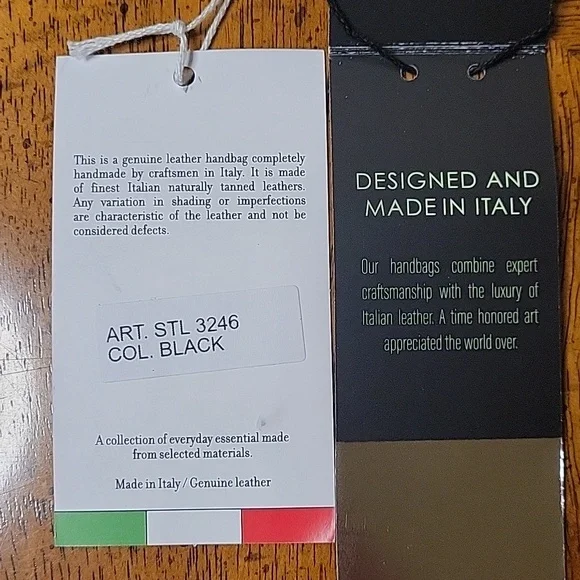 This is a genuine leather handbag completely
handmade by craftsmen in Italy. It is made
of finest Italian naturally tanned leathers.
Any variation in shading or imperfections
are characteristic of the leather and not be
considered defects.
ART. STL 3246
COL. BLACK
A collection of everyday essential made
from selected materials.
Made in Italy / Genuine leather
DESIGNED AND
MADE IN ITALY
Our handbags combine expert
craftsmanship with the luxury of
Italian leather. A time honored art
appreciated the world over.